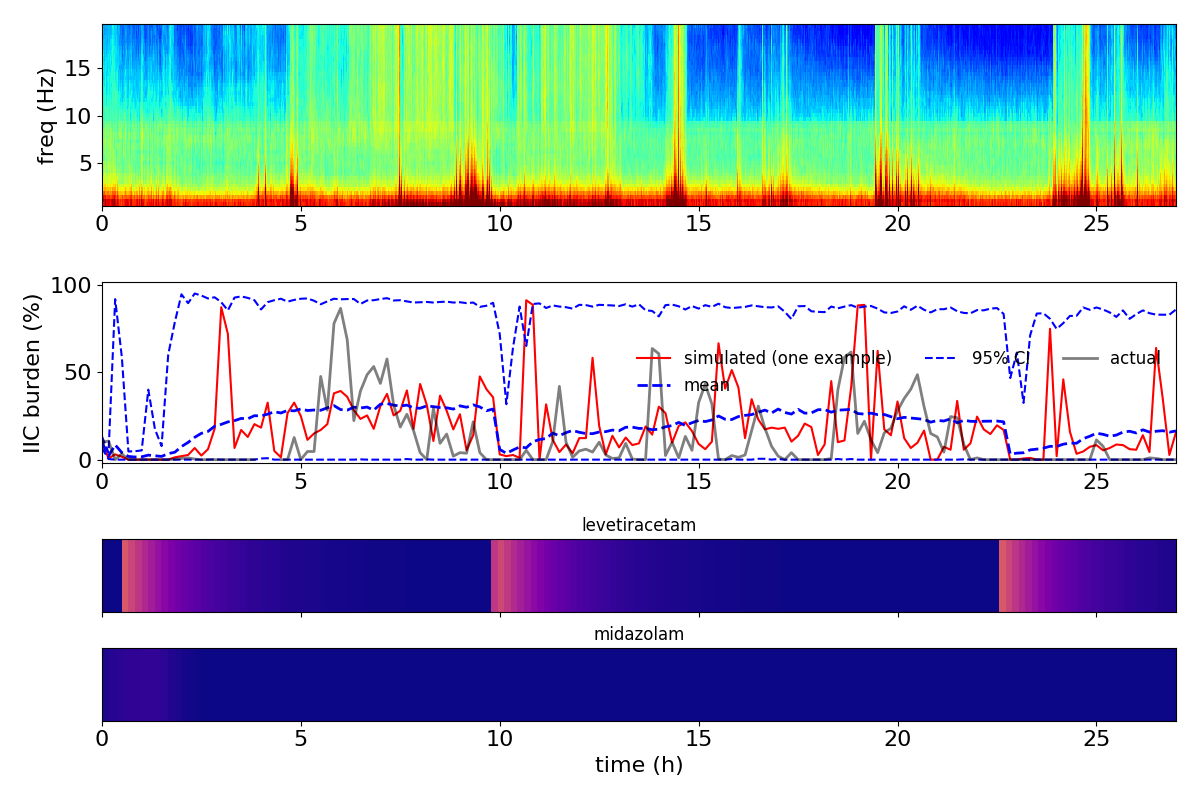 freq (Hz)
15
10
5
0 5 10 15 20 25
IIC burden (%)
100
50
0
simulated (one example) 95% CI actual
mean
0 5 10 15 20 25
levetiracetam
midazolam
0 5 10 15 20 25
time (h)